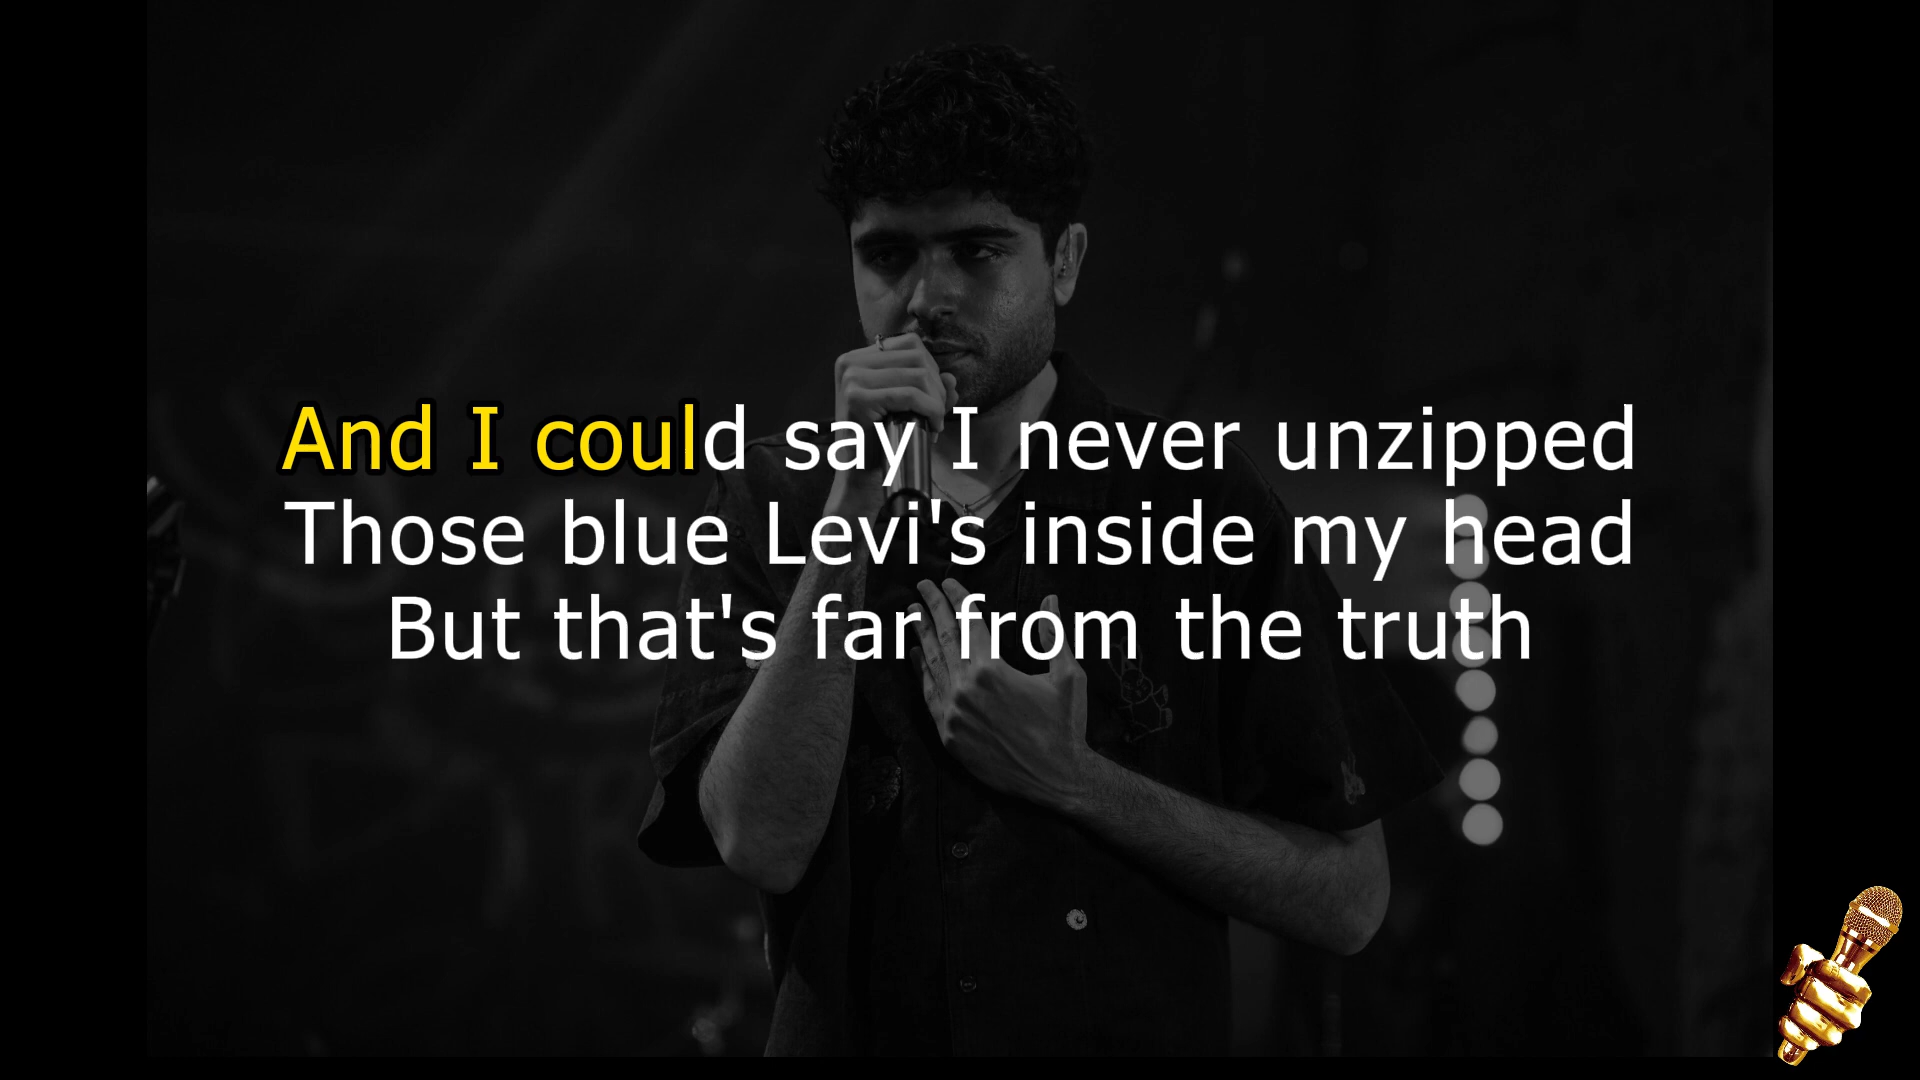 And I could say I never unzipped
Those blue Levi's inside my head
But that's far from the truth